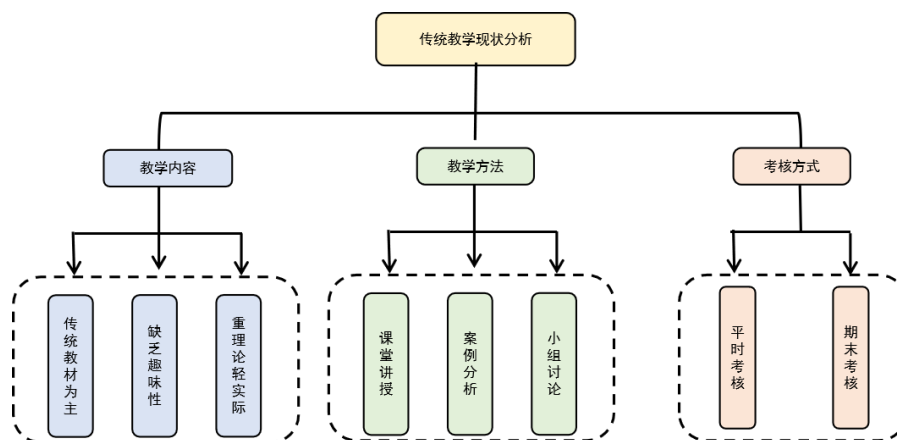 传统教学现状分析
教学内容
教学方法
考核方式
传统教材为主
缺乏趣味性
重理论轻实际
课堂讲授
案例分析
小组讨论
平时考核
期末考核